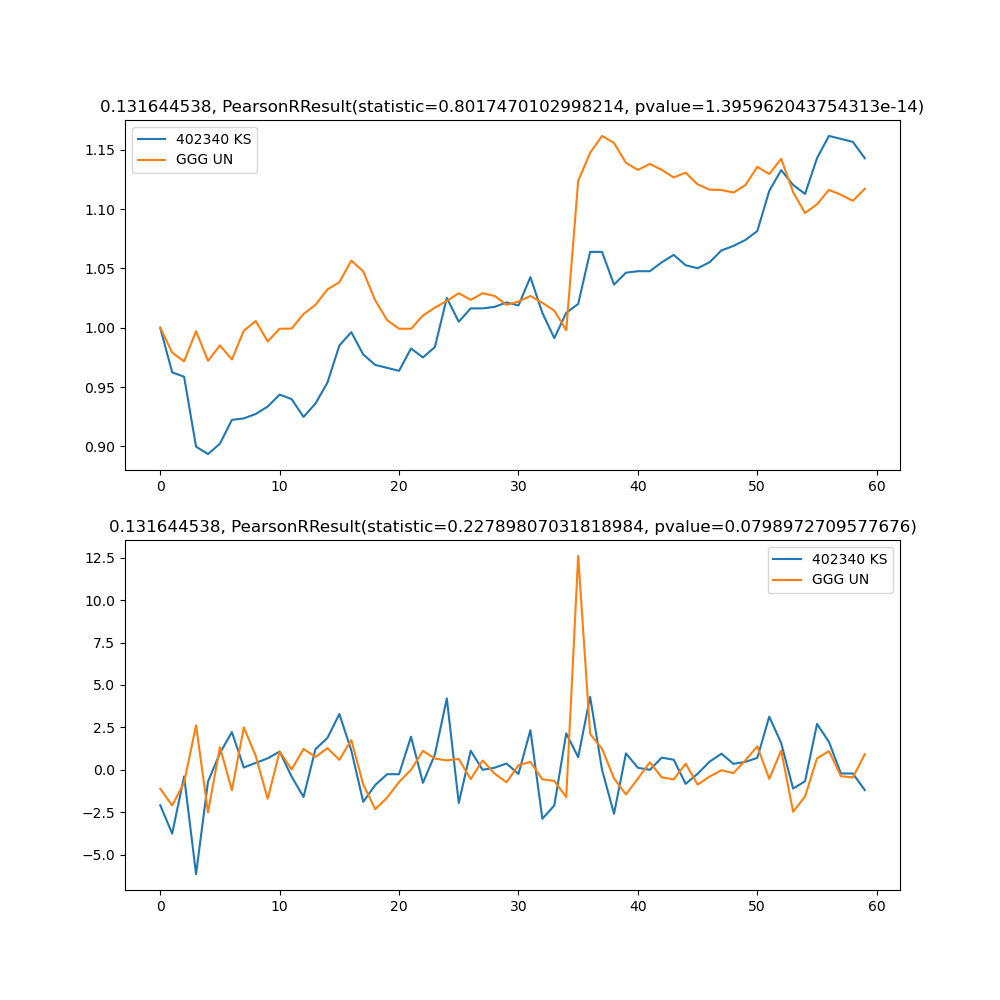 0.131644538, PearsonRResult(statistic=0.8017470102998214, pvalue=1.395962043754313e-14)
402340 KS
GGG UN
1.15
1.10
1.05
1.00
0.95
0.90
0 10 20 30 40 50 60
0.131644538, PearsonRResult(statistic=0.22789807031818984, pvalue=0.07989727095​77676)
402340 KS
GGG UN
12.5
10.0
7.5
5.0
2.5
0.0
−2.5
−5.0
0 10 20 30 40 50 60